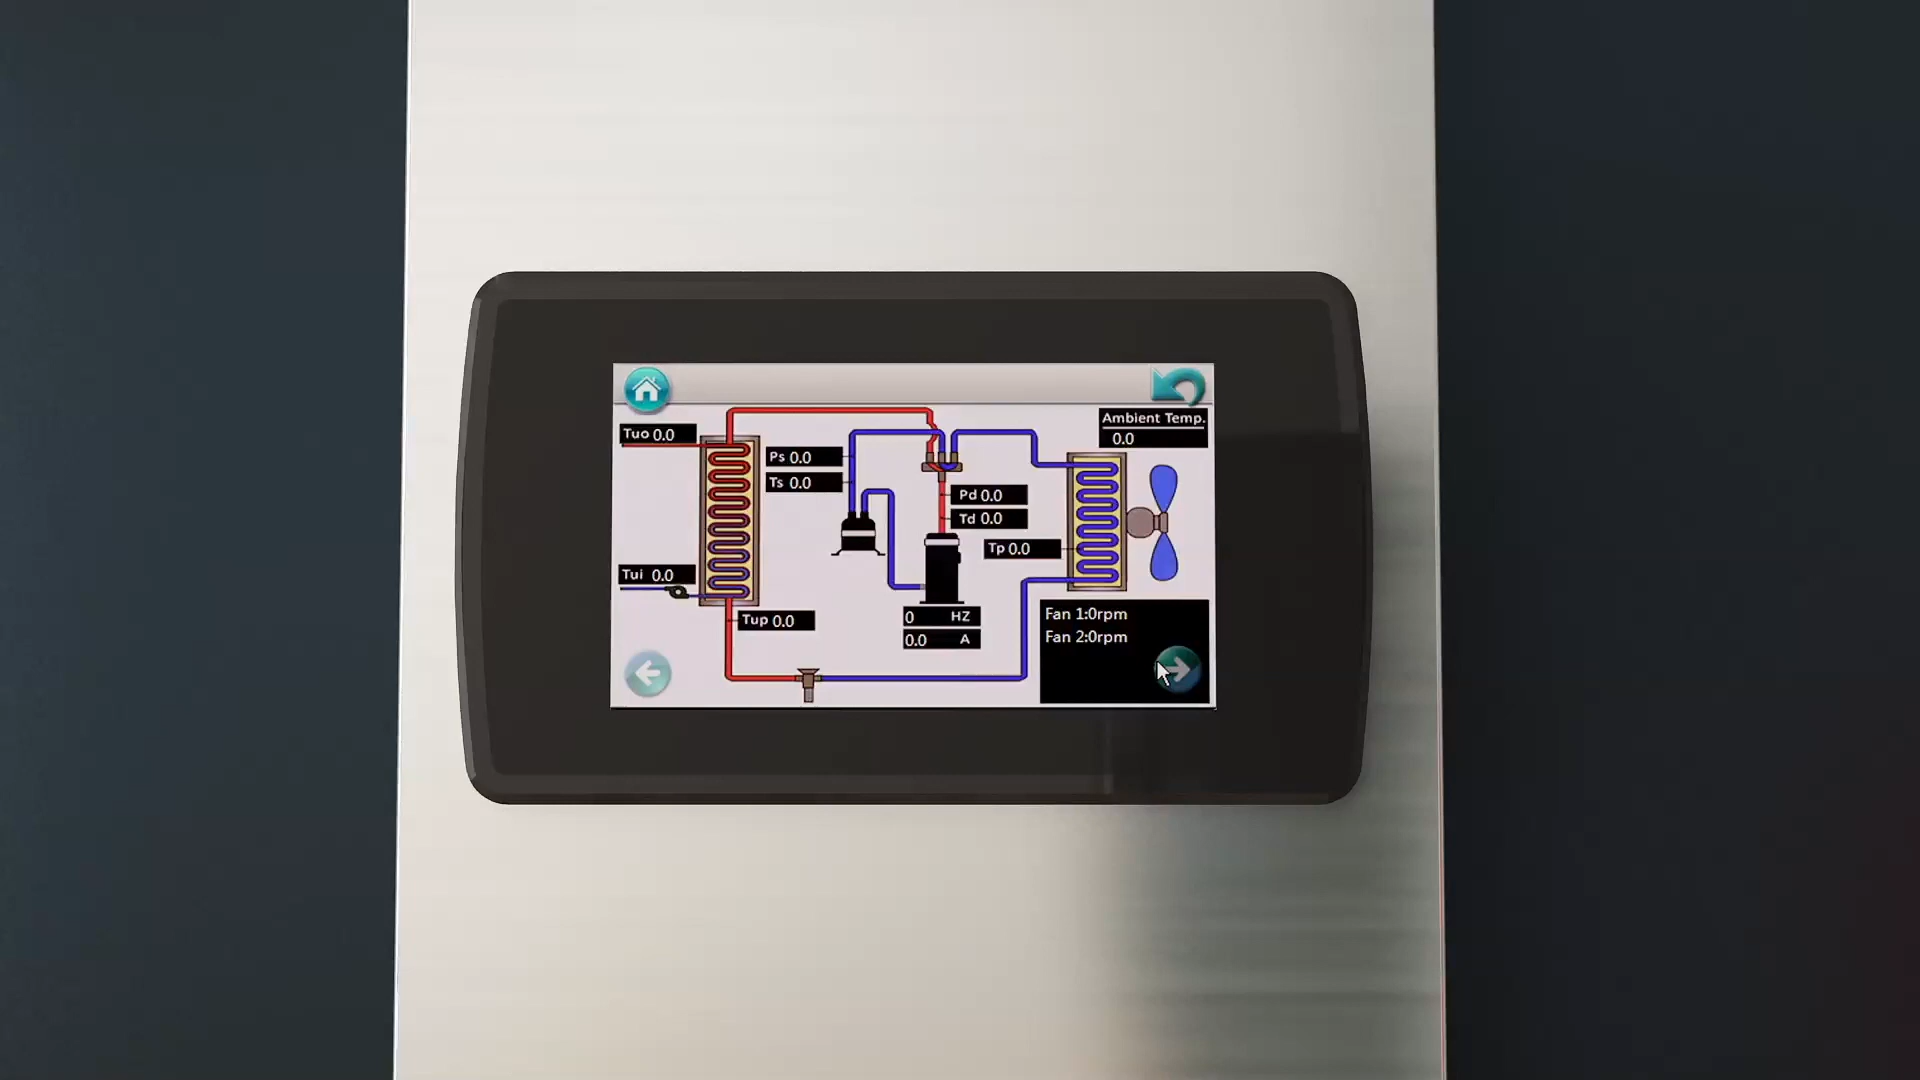 Ambient Temp.
0.0
Tuo 0.0
Ps 0.0
Ts 0.0
Pd 0.0
Td 0.0
Tp 0.0
Tui 0.0
Tup 0.0
0 HZ
0.0 A
Fan 1:0rpm
Fan 2:0rpm